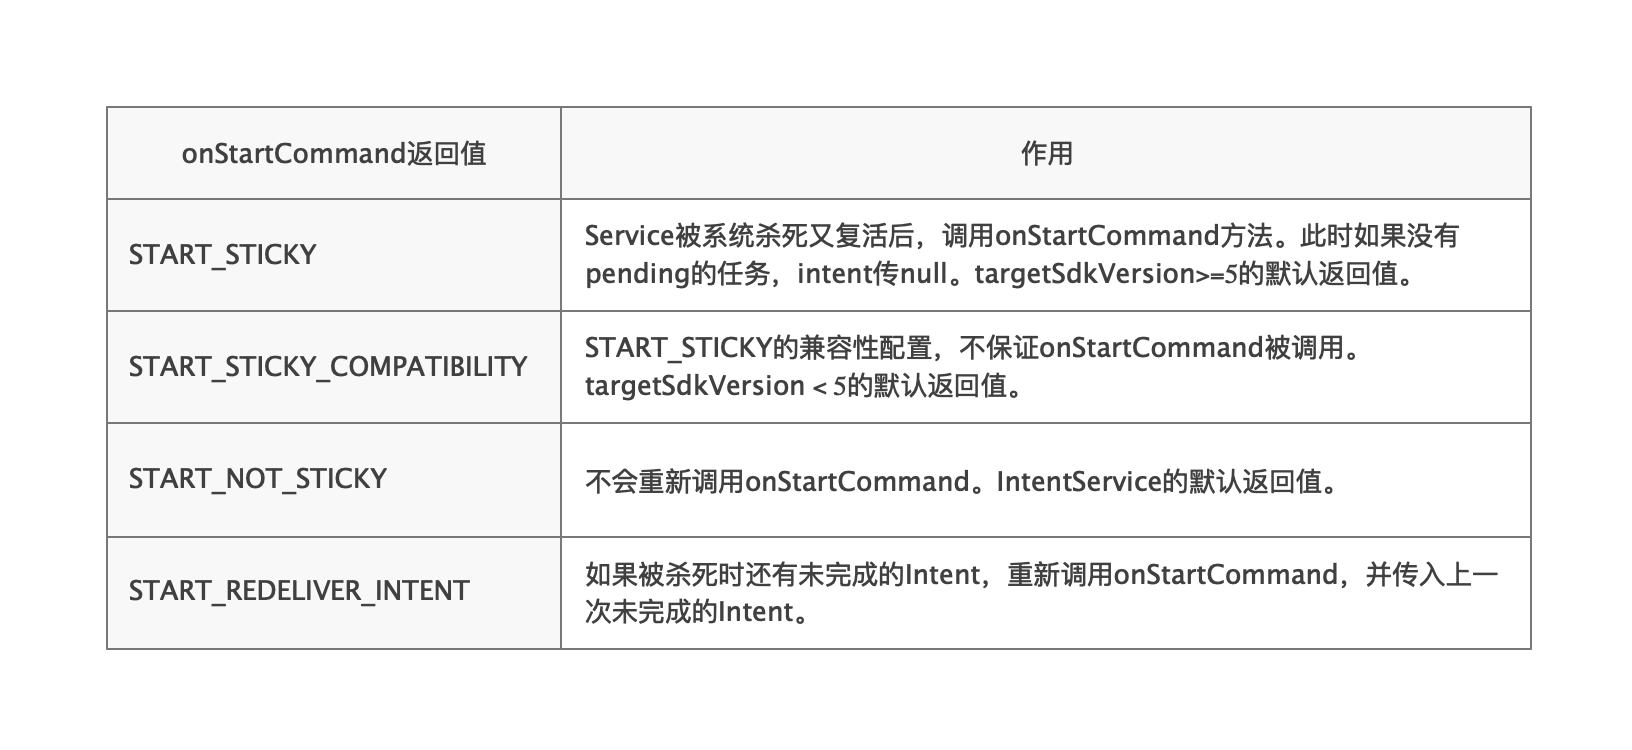 onStartCommand返回值
作用
START_STICKY
Service被系统杀死又复活后，调用onStartCommand方法。此时如果没有
pending的任务，intent传null。targetSdkVersion>=5的默认返回值。
START_STICKY_COMPATIBILITY
START_STICKY的兼容性配置，不保证onStartCommand被调用。
targetSdkVersion < 5的默认返回值。
START_NOT_STICKY
不会重新调用onStartCommand。IntentService的默认返回值。
START_REDELIVER_INTENT
如果被杀死时还有未完成的Intent，重新调用onStartCommand，并传入上一
次未完成的Intent。